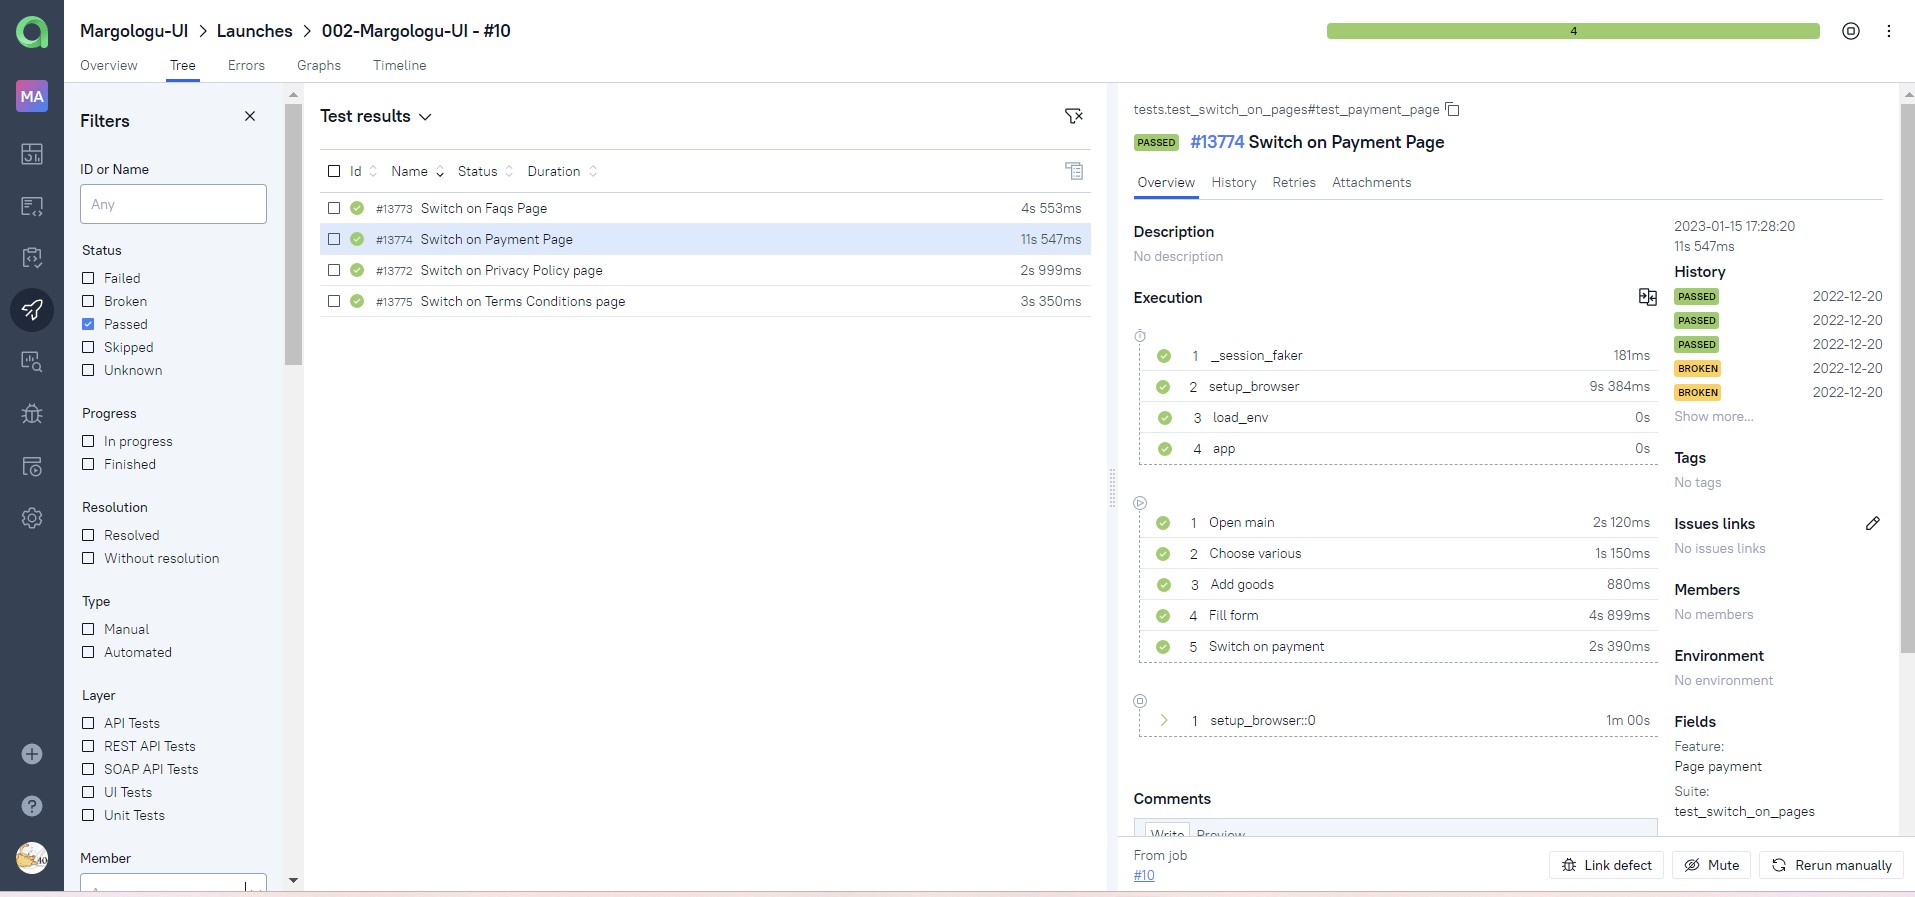 Margologu-UI > Launches > 002-Margologu-UI - #10
4
Overview Tree Errors Graphs Timeline
MA
Filters
ID or Name
Any
Status
Failed
Broken
Passed
Skipped
Unknown
Progress
In progress
Finished
Resolution
Resolved
Without resolution
Type
Manual
Automated
Layer
API Tests
REST API Tests
SOAP API Tests
UI Tests
Unit Tests
Member
Test results
Id Name Status Duration
#13773 Switch on Faqs Page 4s 553ms
#13774 Switch on Payment Page 11s 547ms
#13772 Switch on Privacy Policy page 2s 999ms
#13775 Switch on Terms Conditions page 3s 350ms
tests.test_switch_on_pages#test_payment_page
PASSED #13774 Switch on Payment Page
Overview History Retries Attachments
Description
No description
Execution
1 _session_faker 181ms
2 setup_browser 9s 384ms
3 load_env 0s
4 app 0s
1 Open main 2s 120ms
2 Choose various 1s 150ms
3 Add goods 880ms
4 Fill form 4s 899ms
5 Switch on payment 2s 390ms
1 setup_browser::0 1m 00s
Comments
Write Preview
2023-01-15 17:28:20
11s 547ms
History
PASSED 2022-12-20
PASSED 2022-12-20
PASSED 2022-12-20
BROKEN 2022-12-20
BROKEN 2022-12-20
Show more...
Tags
No tags
Issues links
No issues links
Members
No members
Environment
No environment
Fields
Feature:
Page payment
Suite:
test_switch_on_pages
From job
#10
Link defect Mute Rerun manually